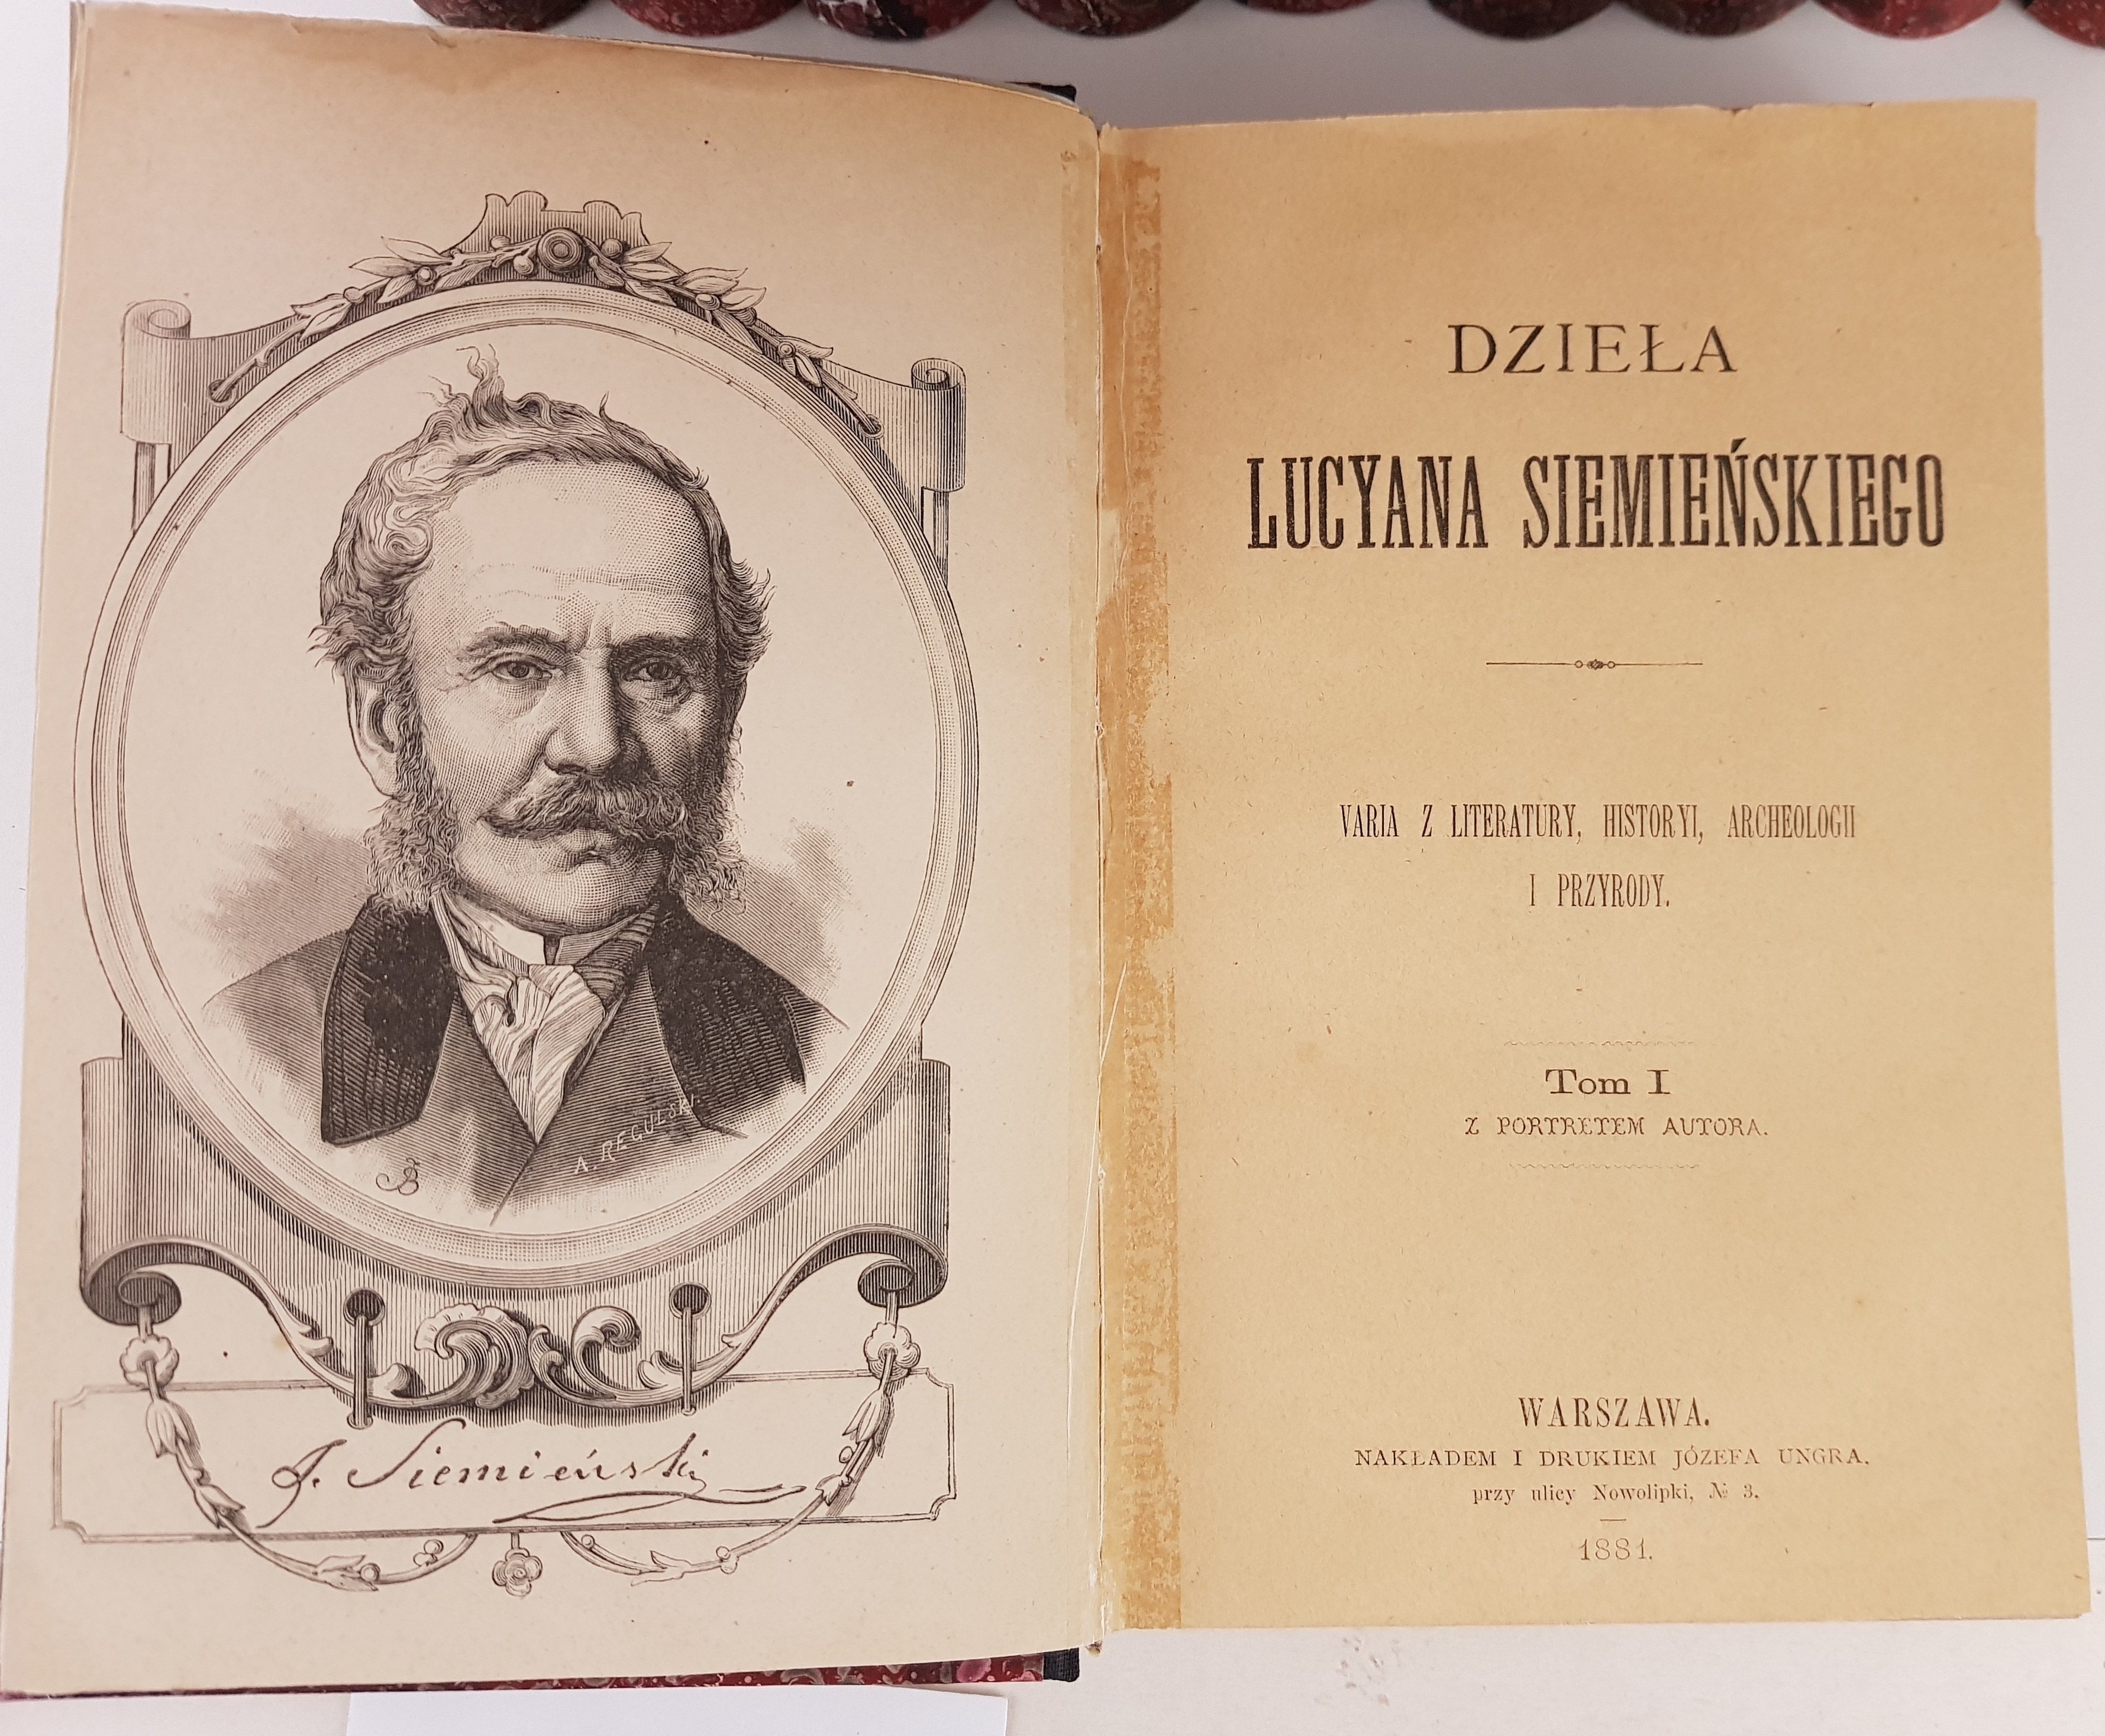 A. REGULSKI.
Siemieński
DZIEŁA
LUCYANA SIEMIEŃSKIEGO
VARIA Z LITERATURY, HISTORYI, ARCHEOLOGII
I PRZYRODY.
Tom I
Z PORTRETEM AUTORA.
WARSZAWA.
NAKŁADEM I DRUKIEM JÓZEFA UNGRA.
przy ulicy Nowolipki, № 3.
1881.